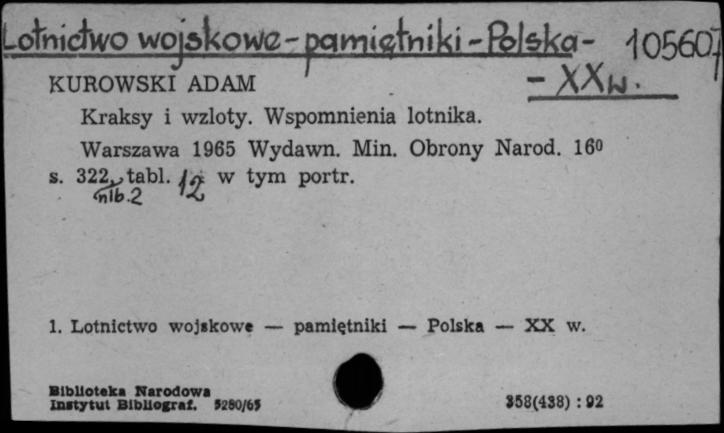 Lotnictwo wojskowe - pamiętniki - Polska - 105607
- XX w.
KUROWSKI ADAM
Kraksy i wzloty. Wspomnienia lotnika.
Warszawa 1965 Wydawn. Min. Obrony Narod. 16⁰
s. 322, nlb. 2 tabl. 12 w tym portr.
1. Lotnictwo wojskowe — pamiętniki — Polska — XX w.
Biblioteka Narodowa
Instytut Bibliograf. 5280/65 358(438) : 92